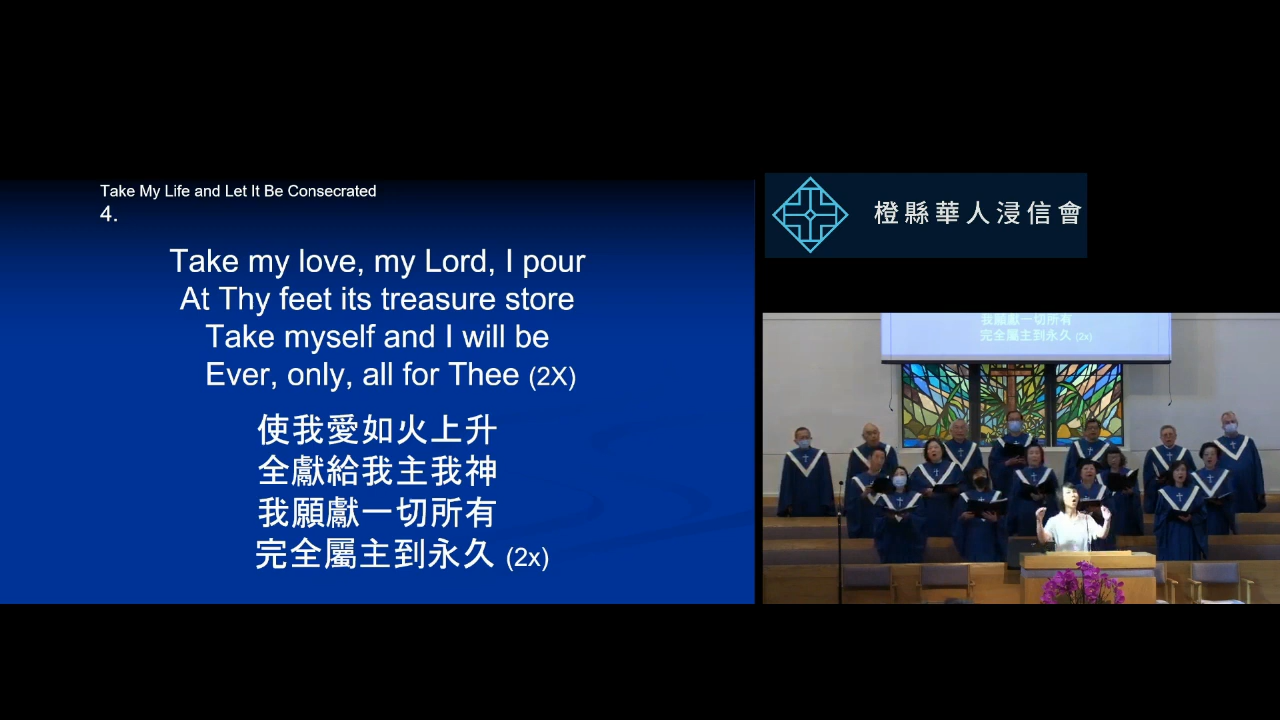 Take My Life and Let It Be Consecrated
4.
Take my love, my Lord, I pour
At Thy feet its treasure store
Take myself and I will be
Ever, only, all for Thee (2X)
使我愛如火上升
全獻給我主我神
我願獻一切所有
完全屬主到永久 (2x)
橙縣華人浸信會
我願獻一切所有
完全屬主到永久 (2x)